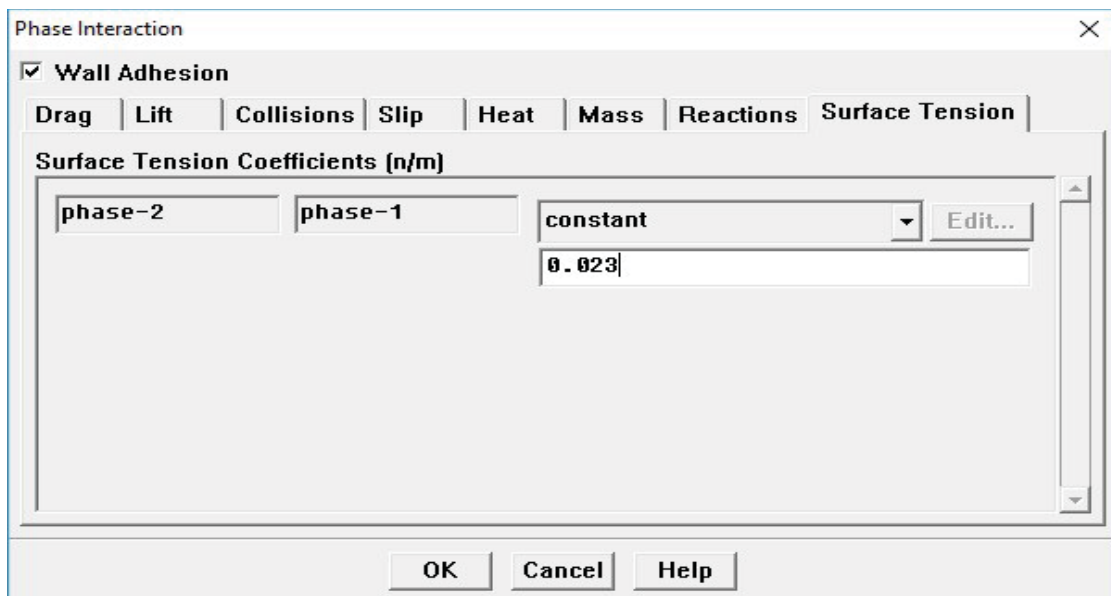 Phase Interaction
Wall Adhesion
Drag Lift Collisions Slip Heat Mass Reactions Surface Tension
Surface Tension Coefficients (n/m)
phase-2 phase-1 constant Edit...
0.023
OK Cancel Help